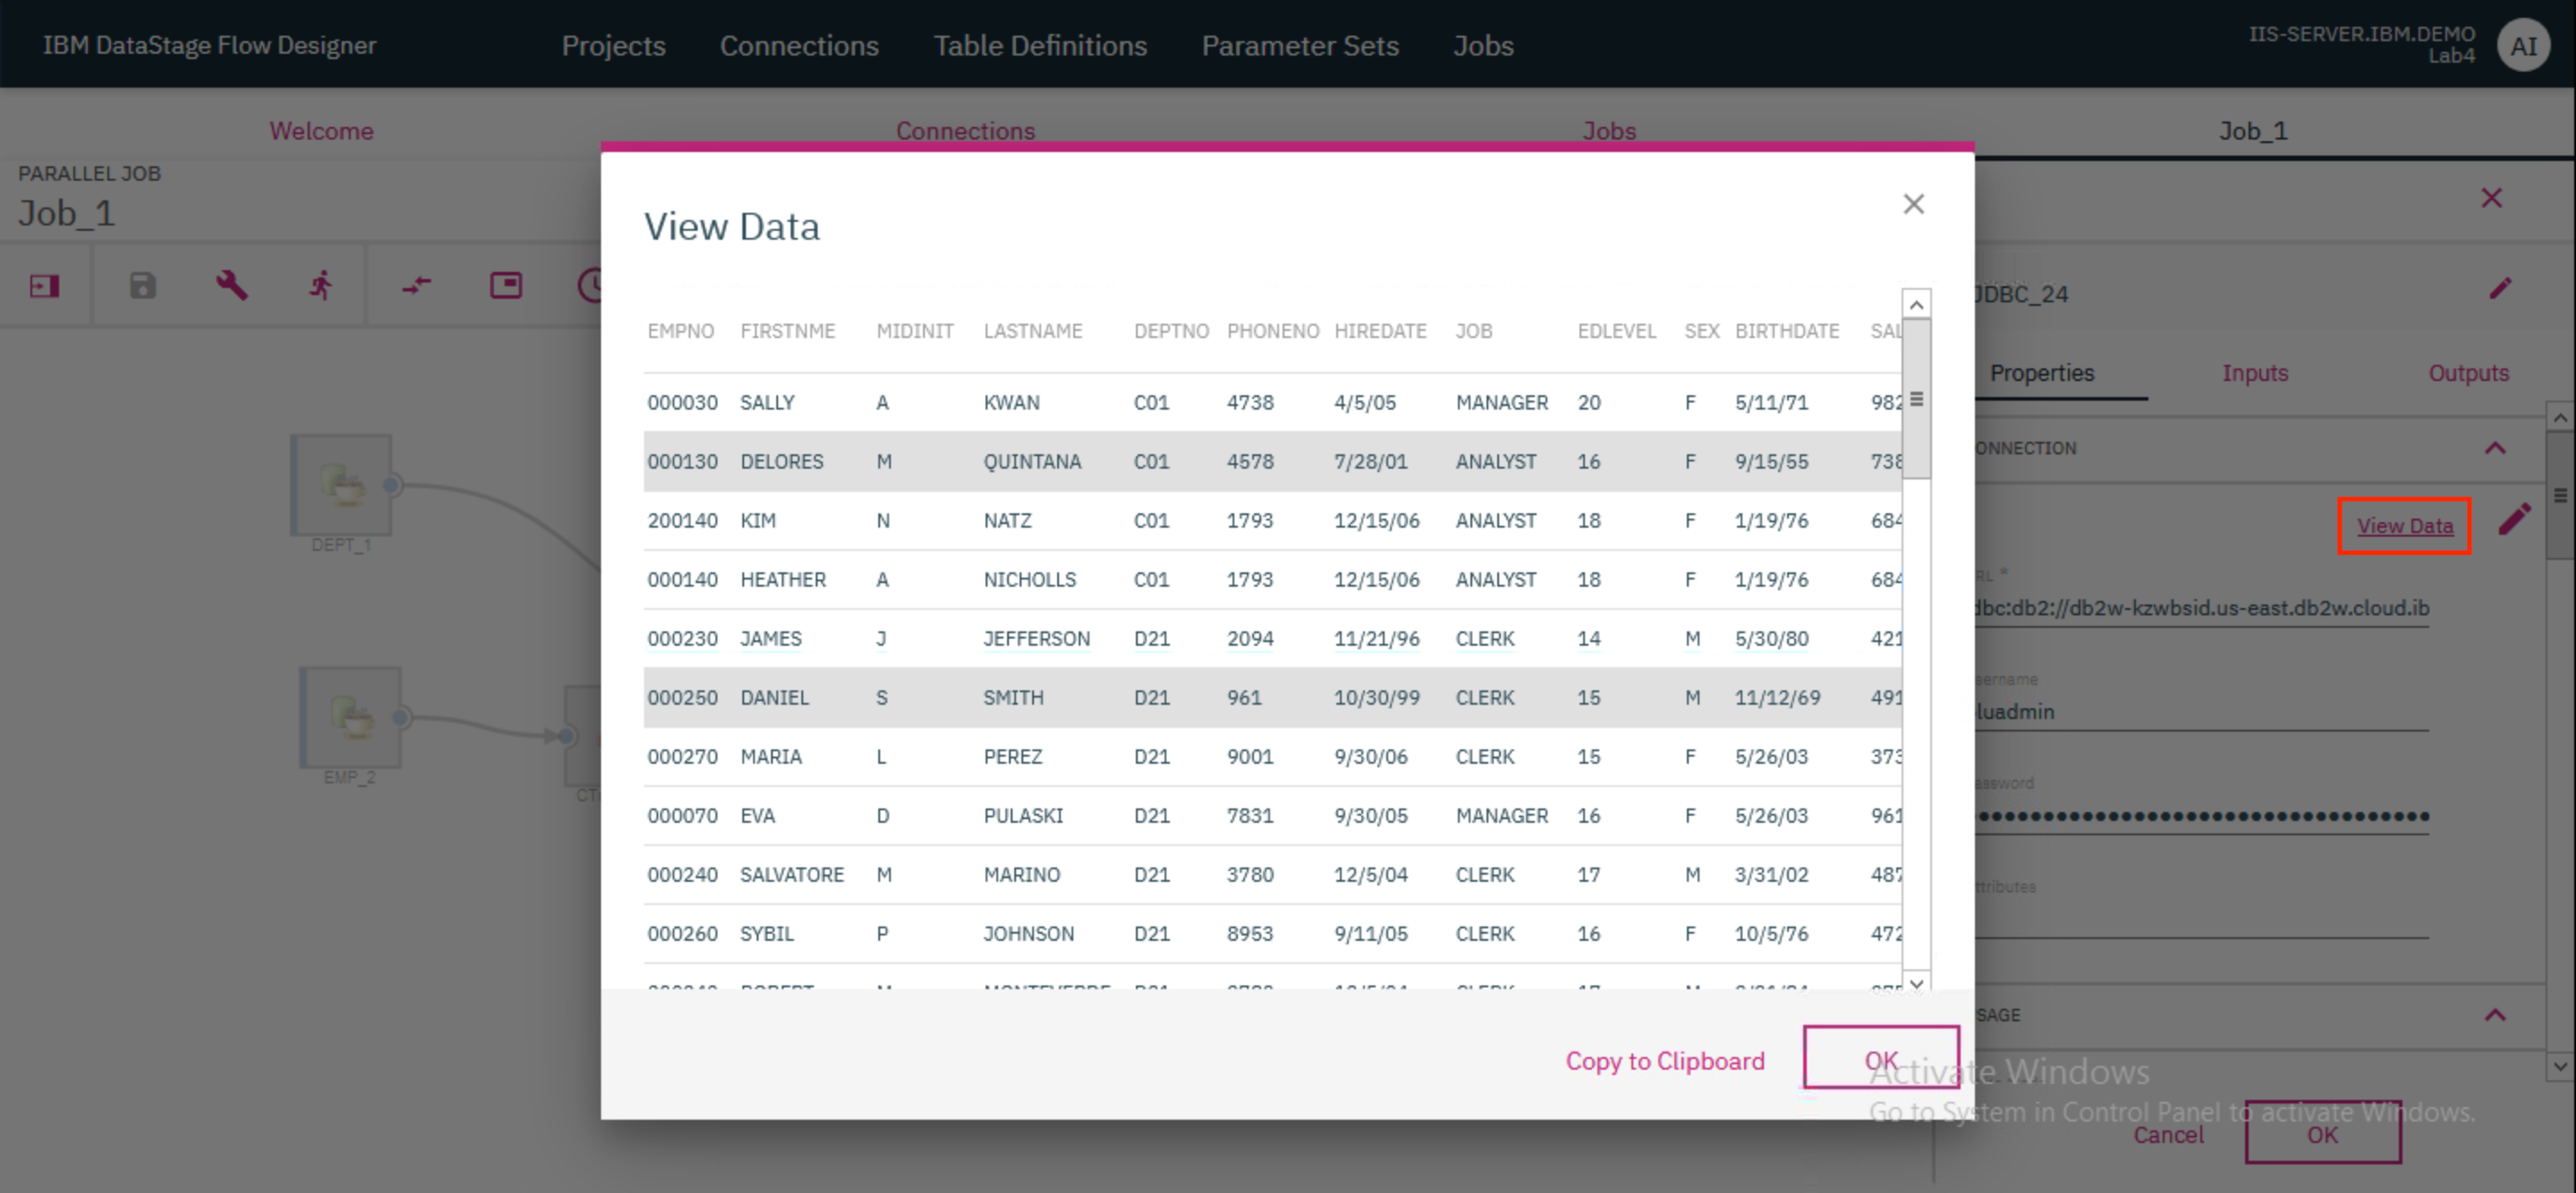 IBM DataStage Flow Designer Projects Connections Table Definitions Parameter Sets Jobs IIS-SERVER.IBM.DEMO
Lab4
AI
Welcome Connections Jobs Job_1
PARALLEL JOB
Job_1
View Data
JDBC_24
EMPNO FIRSTNME MIDINIT LASTNAME DEPTNO PHONENO HIREDATE JOB EDLEVEL SEX BIRTHDATE SAL
000030 SALLY A KWAN C01 4738 4/5/05 MANAGER 20 F 5/11/71 982
000130 DELORES M QUINTANA C01 4578 7/28/01 ANALYST 16 F 9/15/55 738
200140 KIM N NATZ C01 1793 12/15/06 ANALYST 18 F 1/19/76 684
000140 HEATHER A NICHOLLS C01 1793 12/15/06 ANALYST 18 F 1/19/76 684
000230 JAMES J JEFFERSON D21 2094 11/21/96 CLERK 14 M 5/30/80 421
000250 DANIEL S SMITH D21 961 10/30/99 CLERK 15 M 11/12/69 491
000270 MARIA L PEREZ D21 9001 9/30/06 CLERK 15 F 5/26/03 373
000070 EVA D PULASKI D21 7831 9/30/05 MANAGER 16 F 5/26/03 961
000240 SALVATORE M MARINO D21 3780 12/5/04 CLERK 17 M 3/31/02 487
000260 SYBIL P JOHNSON D21 8953 9/11/05 CLERK 16 F 10/5/76 472
Copy to Clipboard OK
DEPT_1
EMP_2
CT
Properties Inputs Outputs
ONNECTION
View Data
RL *
dbc:db2://db2w-kzwbsid.us-east.db2w.cloud.ib
sername
luadmin
assword
ttributes
SAGE
Activate Windows
Go to System in Control Panel to activate Windows.
Cancel OK